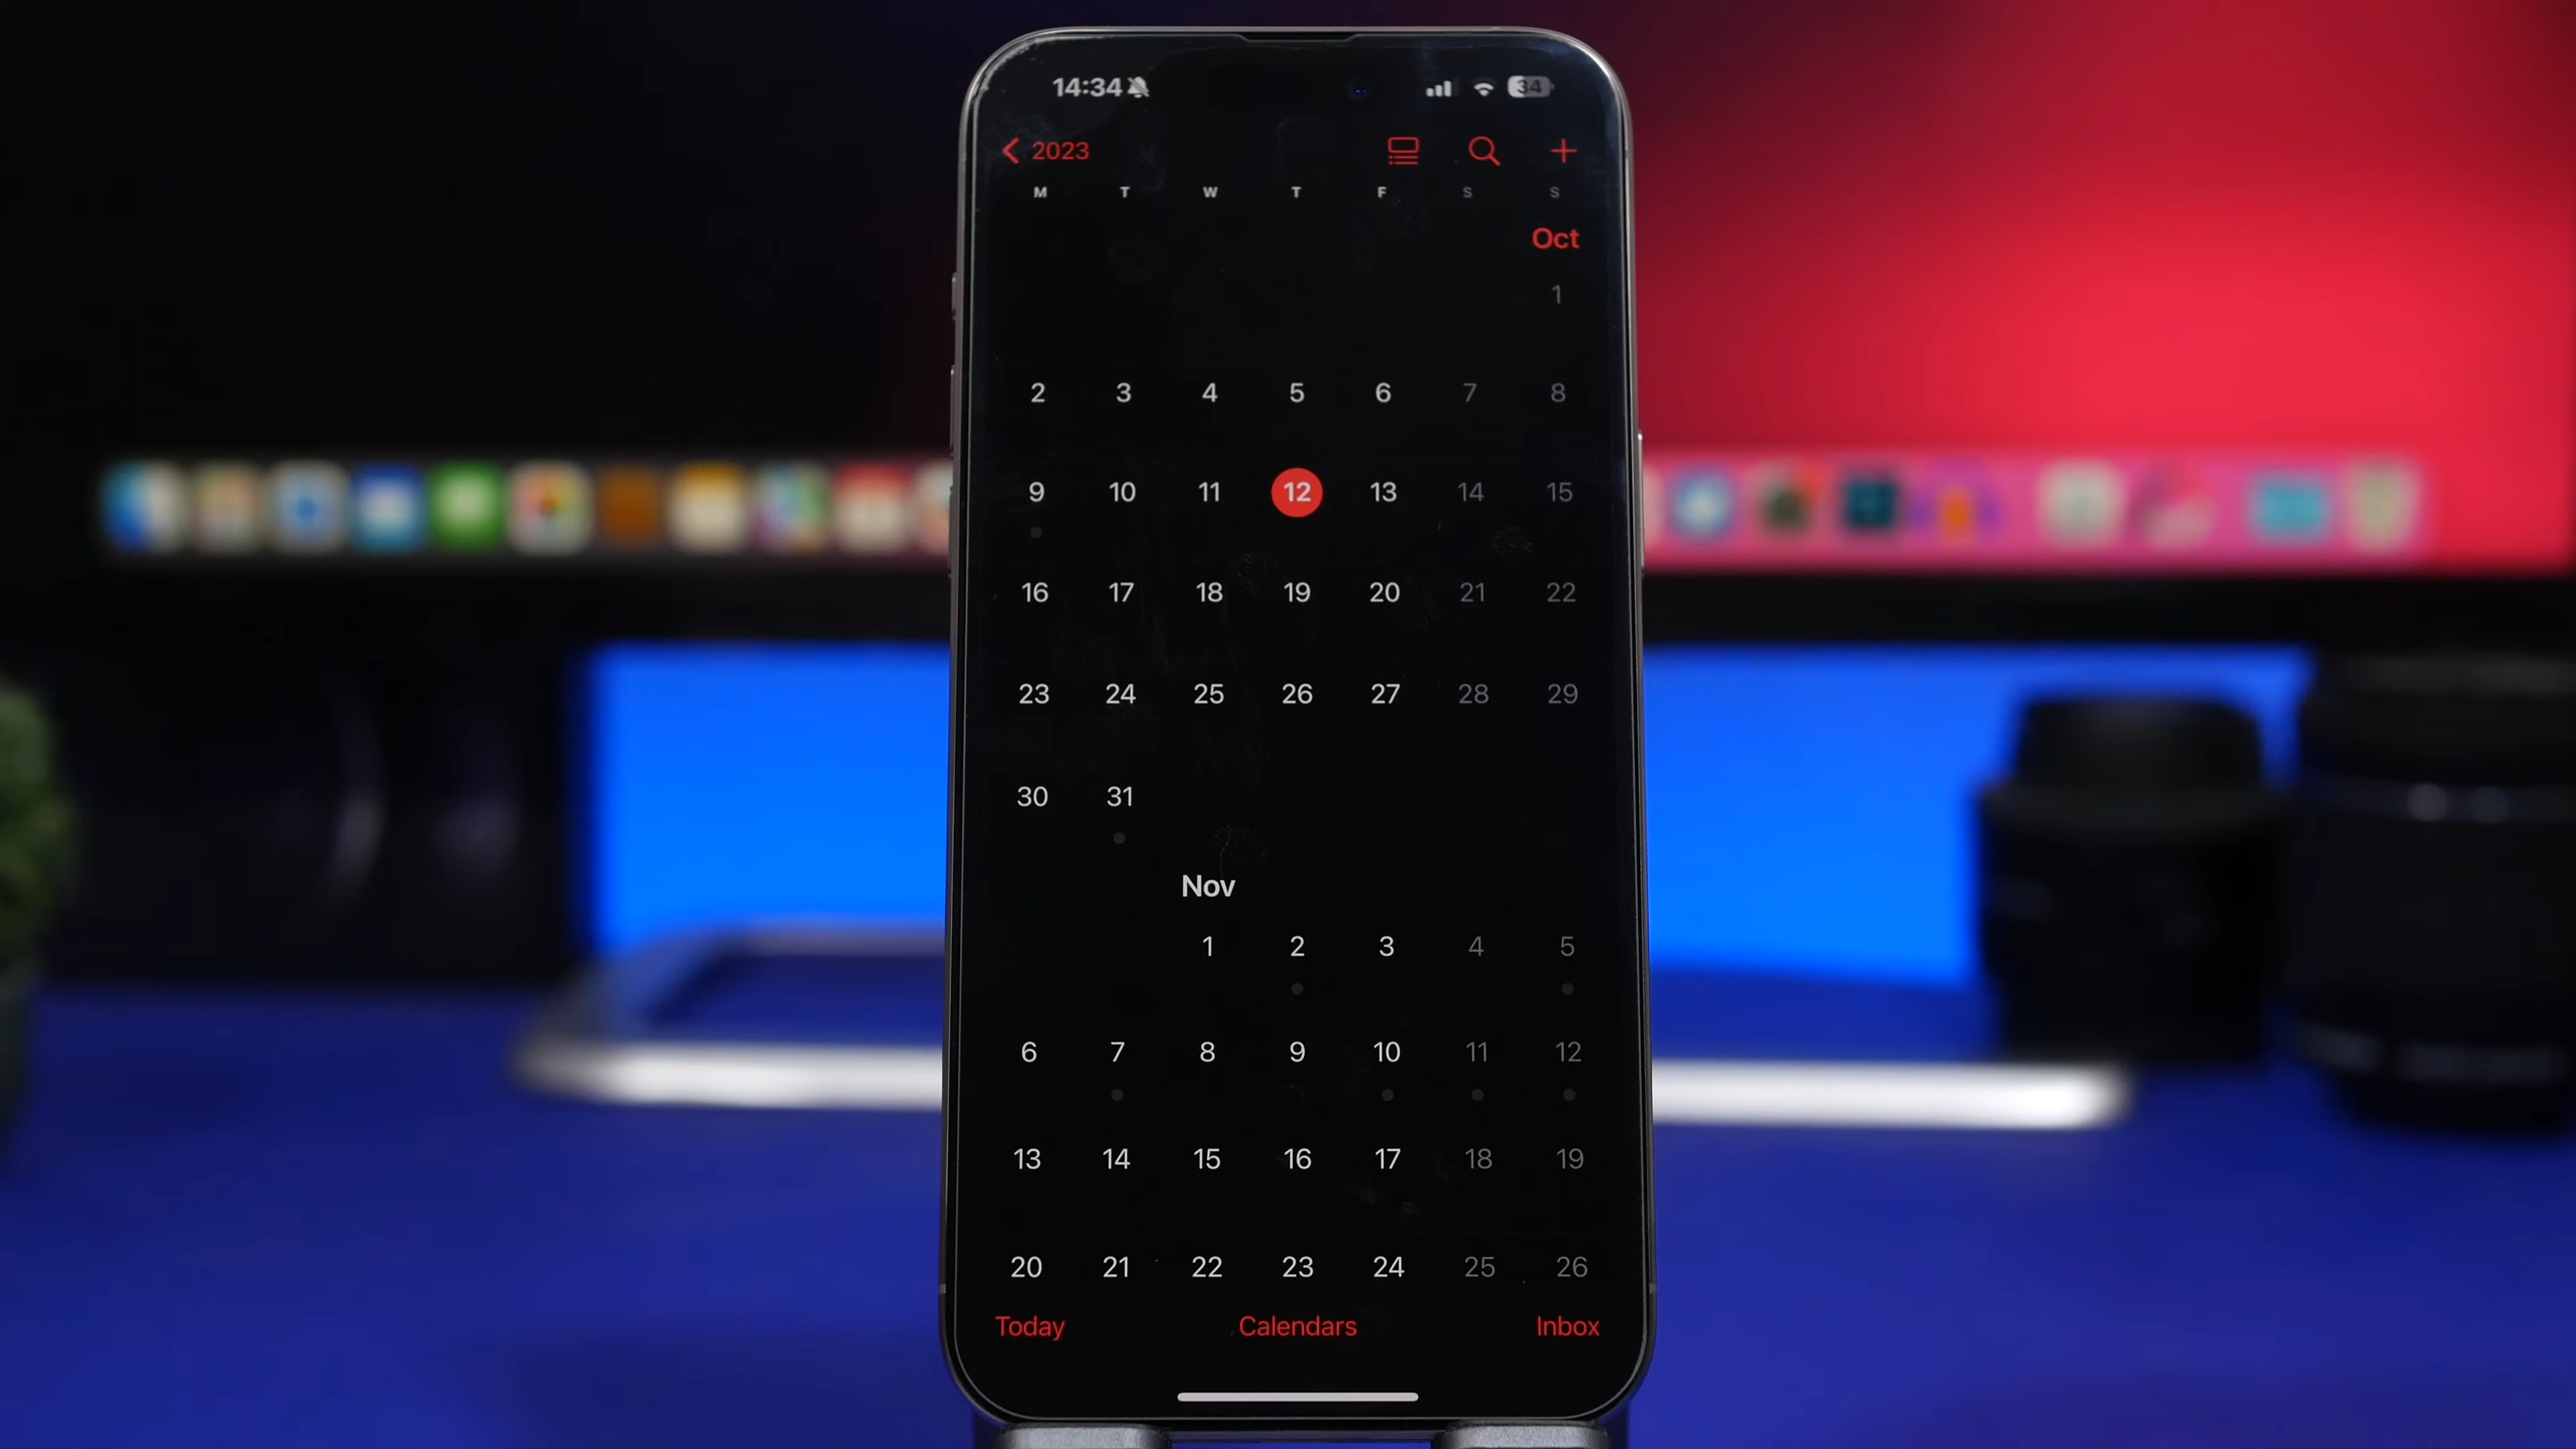 14:34 34
2023
M T W T F S S
Oct
1
2 3 4 5 6 7 8
9 10 11 12 13 14 15
16 17 18 19 20 21 22
23 24 25 26 27 28 29
30 31
Nov
1 2 3 4 5
6 7 8 9 10 11 12
13 14 15 16 17 18 19
20 21 22 23 24 25 26
Today Calendars Inbox